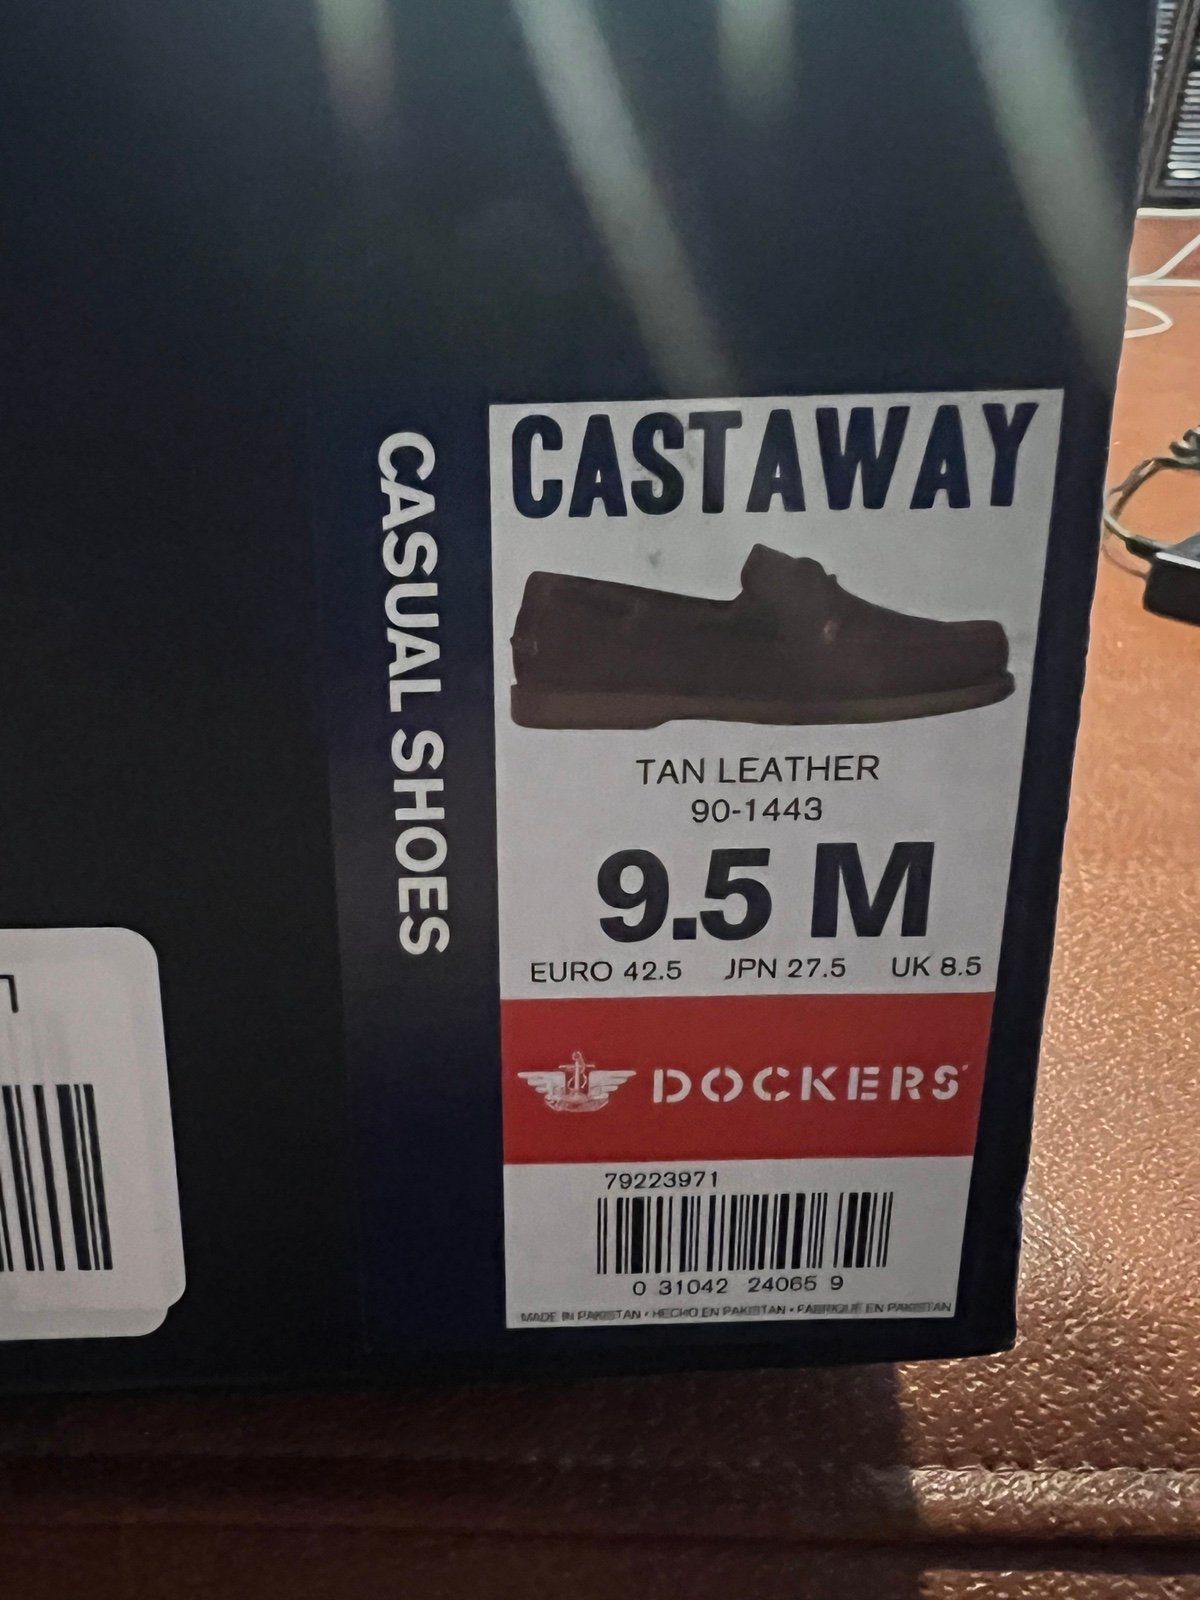 CASUAL SHOES
CASTAWAY
TAN LEATHER
90-1443
9.5 M
EURO 42.5 JPN 27.5 UK 8.5
DOCKERS
79223971
0 31042 24065 9
MADE IN PAKISTAN • HECHO EN PAKISTAN • FABRIQUÉ EN PAKISTAN